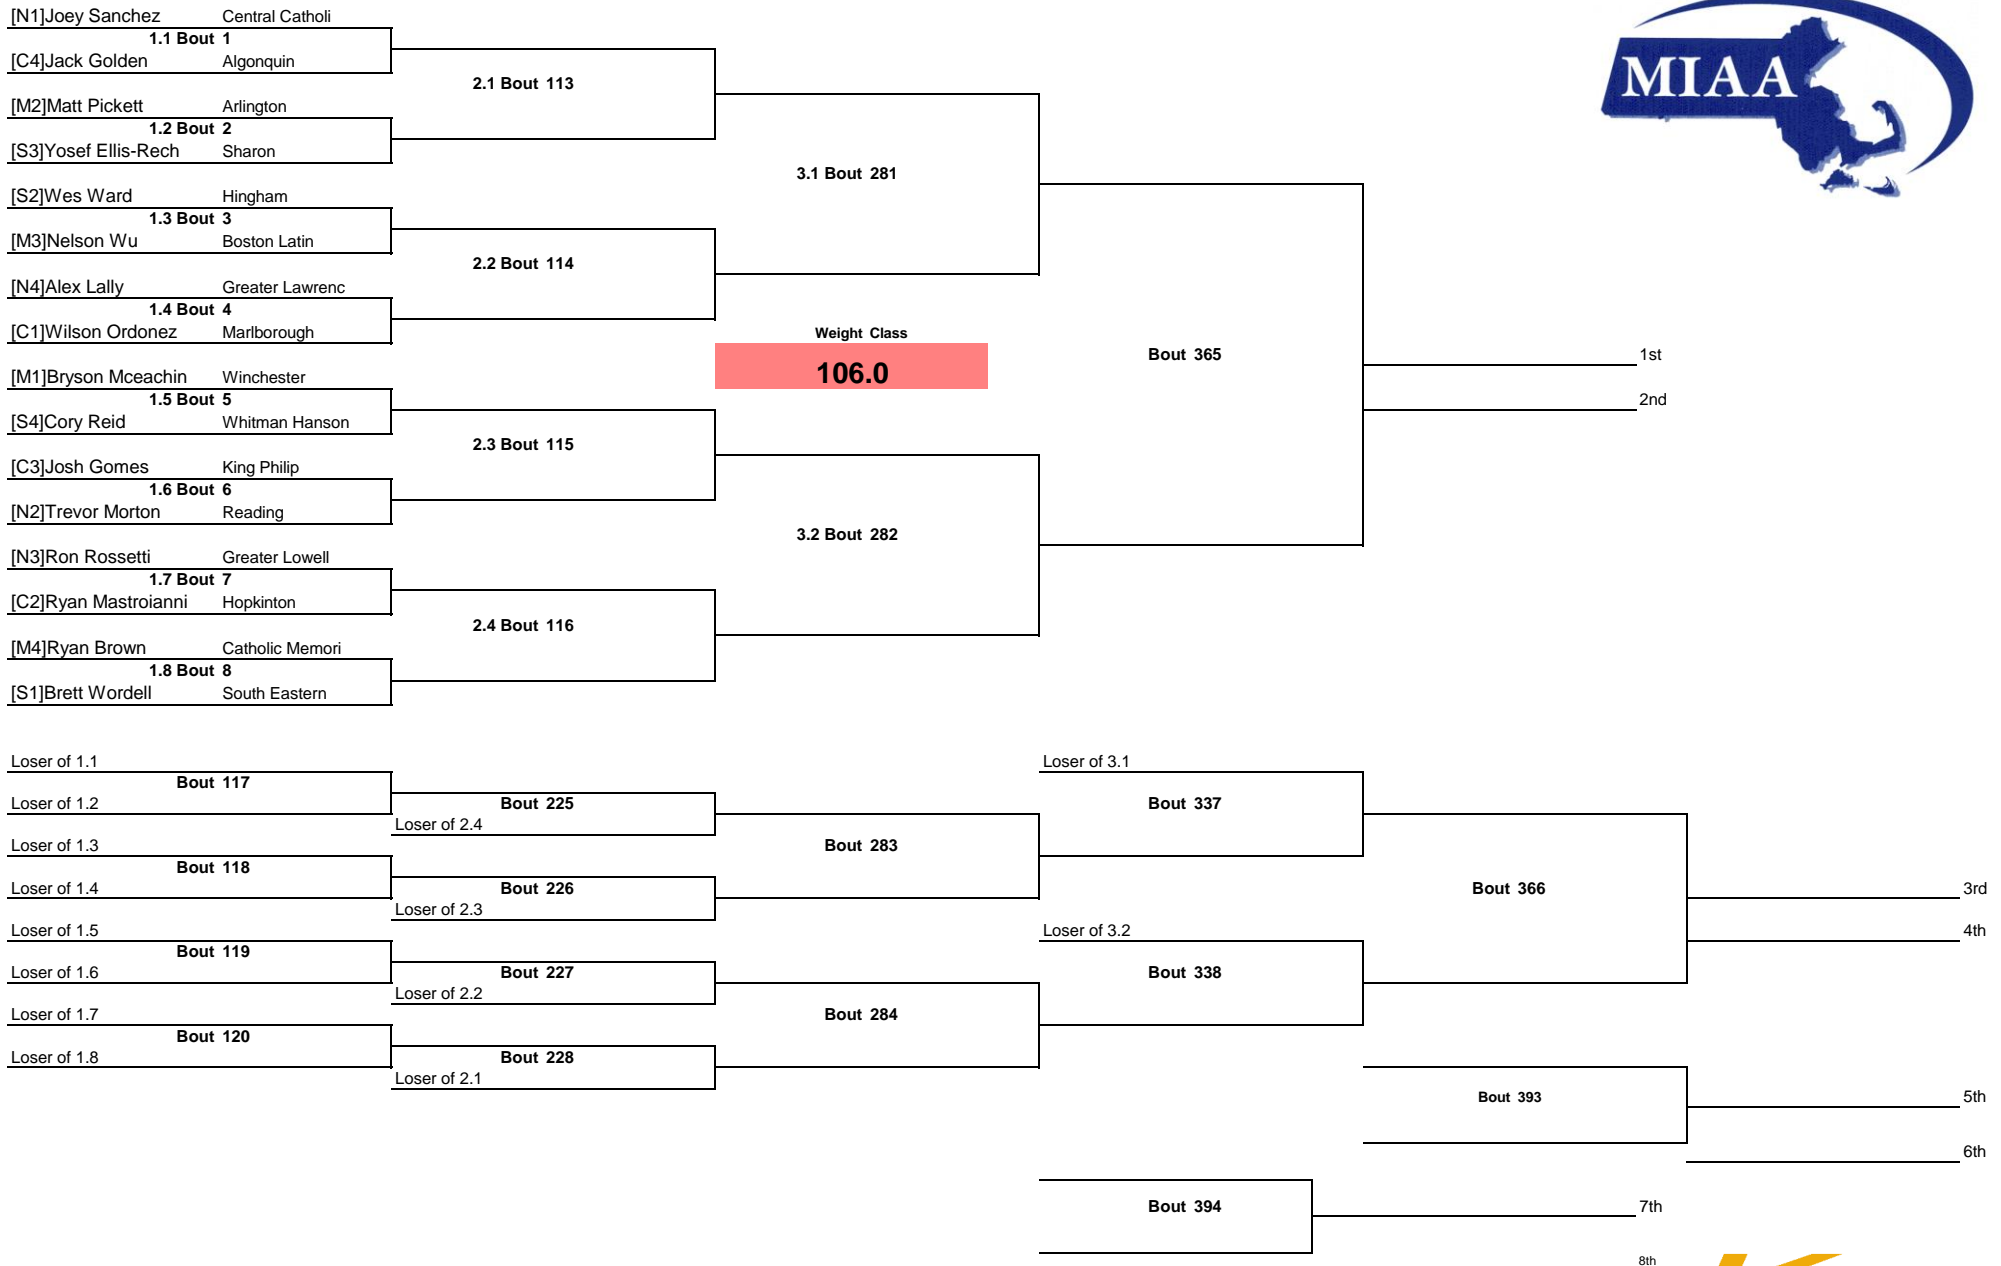 [N1]Joey Sanchez Central Catholi
1.1 Bout 1
[C4]Jack Golden Algonquin
2.1 Bout 113
[M2]Matt Pickett Arlington
1.2 Bout 2
[S3]Yosef Ellis-Rech Sharon
3.1 Bout 281
[S2]Wes Ward Hingham
1.3 Bout 3
[M3]Nelson Wu Boston Latin
2.2 Bout 114
[N4]Alex Lally Greater Lawrenc
1.4 Bout 4
[C1]Wilson Ordonez Marlborough
MIAA
Weight Class
106.0
Bout 365
1st
2nd
[M1]Bryson Mceachin Winchester
1.5 Bout 5
[S4]Cory Reid Whitman Hanson
2.3 Bout 115
[C3]Josh Gomes King Philip
1.6 Bout 6
[N2]Trevor Morton Reading
3.2 Bout 282
[N3]Ron Rossetti Greater Lowell
1.7 Bout 7
[C2]Ryan Mastroianni Hopkinton
2.4 Bout 116
[M4]Ryan Brown Catholic Memori
1.8 Bout 8
[S1]Brett Wordell South Eastern
Loser of 1.1
Bout 117
Loser of 1.2
Bout 225
Loser of 2.4
Loser of 1.3
Bout 118
Loser of 1.4
Bout 226
Loser of 2.3
Bout 283
Loser of 3.1
Bout 337
Bout 366
3rd
4th
Loser of 1.5
Bout 119
Loser of 1.6
Bout 227
Loser of 2.2
Loser of 3.2
Bout 338
Loser of 1.7
Bout 120
Loser of 1.8
Bout 284
Bout 228
Loser of 2.1
Bout 393
5th
6th
Bout 394
7th
8th